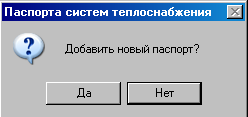 Паспорта систем теплоснабжения
Добавить новый паспорт?
Да
Нет